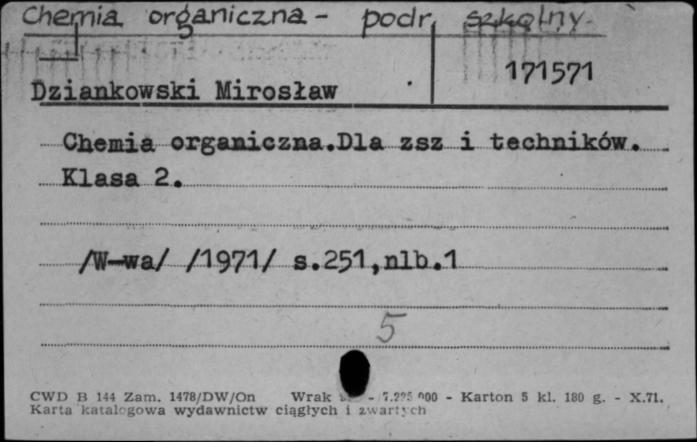 Chemia organiczna - podr. szkolny
171571
Dziankowski Mirosław
Chemia organiczna.Dla zsz i techników.
Klasa 2.
/W-wa/ /1971/ s.251,nlb.1
5
CWD B 144 Zam. 1478/DW/On Wrak - Karton 5 kl. 180 g. - X.71.
Karta katalogowa wydawnictw ciągłych i zwartych